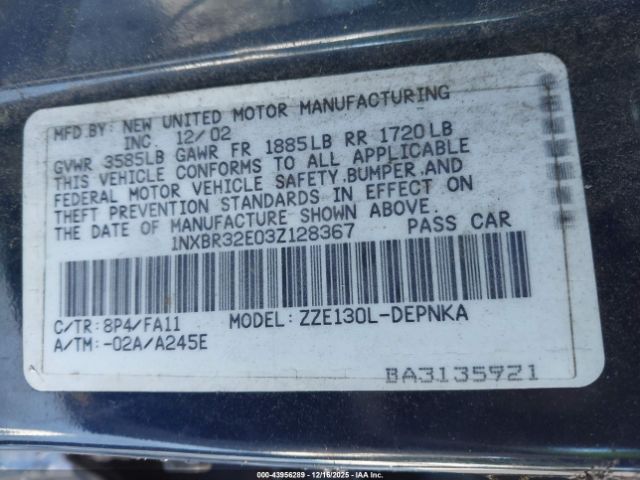 MFD.BY: NEW UNITED MOTOR MANUFACTURING
INC. 12/02
GVWR 3585LB GAWR FR 1885LB RR 1720LB
THIS VEHICLE CONFORMS TO ALL APPLICABLE
FEDERAL MOTOR VEHICLE SAFETY,BUMPER,AND
THEFT PREVENTION STANDARDS IN EFFECT ON
THE DATE OF MANUFACTURE SHOWN ABOVE.
1NXBR32E03Z128367 PASS CAR
C/TR: 8P4/FA11 MODEL: ZZE130L-DEPNKA
A/TM: -02A/A245E
BA3135921
000-43956289 - 12/16/2025 - IAA Inc.